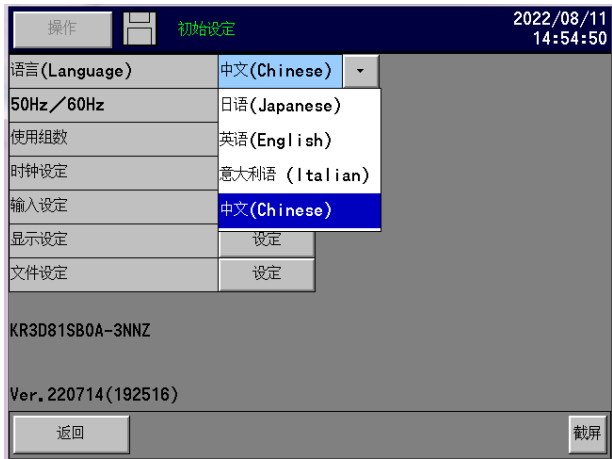 操作 初始设定 2022/08/11
14:54:50
语言(Language) 中文(Chinese)
50Hz／60Hz 日语(Japanese)
使用组数 英语(English)
时钟设定 意大利语 (Italian)
输入设定 中文(Chinese)
显示设定 设定
文件设定 设定
KR3D81SB0A-3NNZ
Ver.220714(192516)
返回 截屏